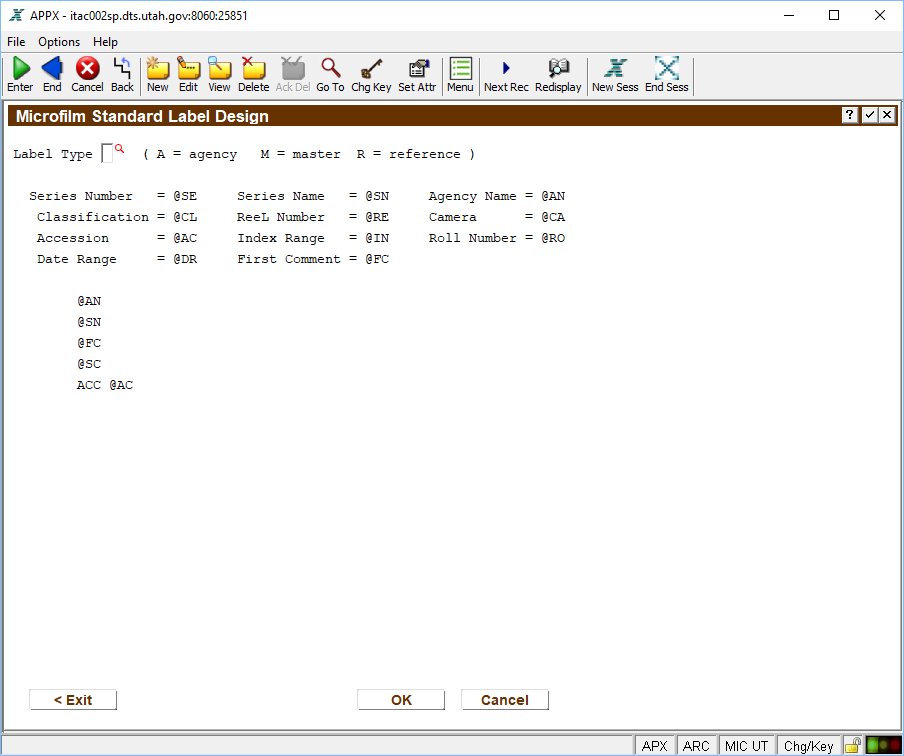 APPX - itac002sp.dts.utah.gov:8060:25851
File Options Help
Enter End Cancel Back New Edit View Delete Ack Del Go To Chg Key Set Attr Menu Next Rec Redisplay New Sess End Sess
Microfilm Standard Label Design ?
Label Type ( A = agency M = master R = reference )
Series Number = @SE Series Name = @SN Agency Name = @AN
Classification = @CL ReeL Number = @RE Camera = @CA
Accession = @AC Index Range = @IN Roll Number = @RO
Date Range = @DR First Comment = @FC
@AN
@SN
@FC
@SC
ACC @AC
< Exit OK Cancel
APX ARC MIC UT Chg/Key